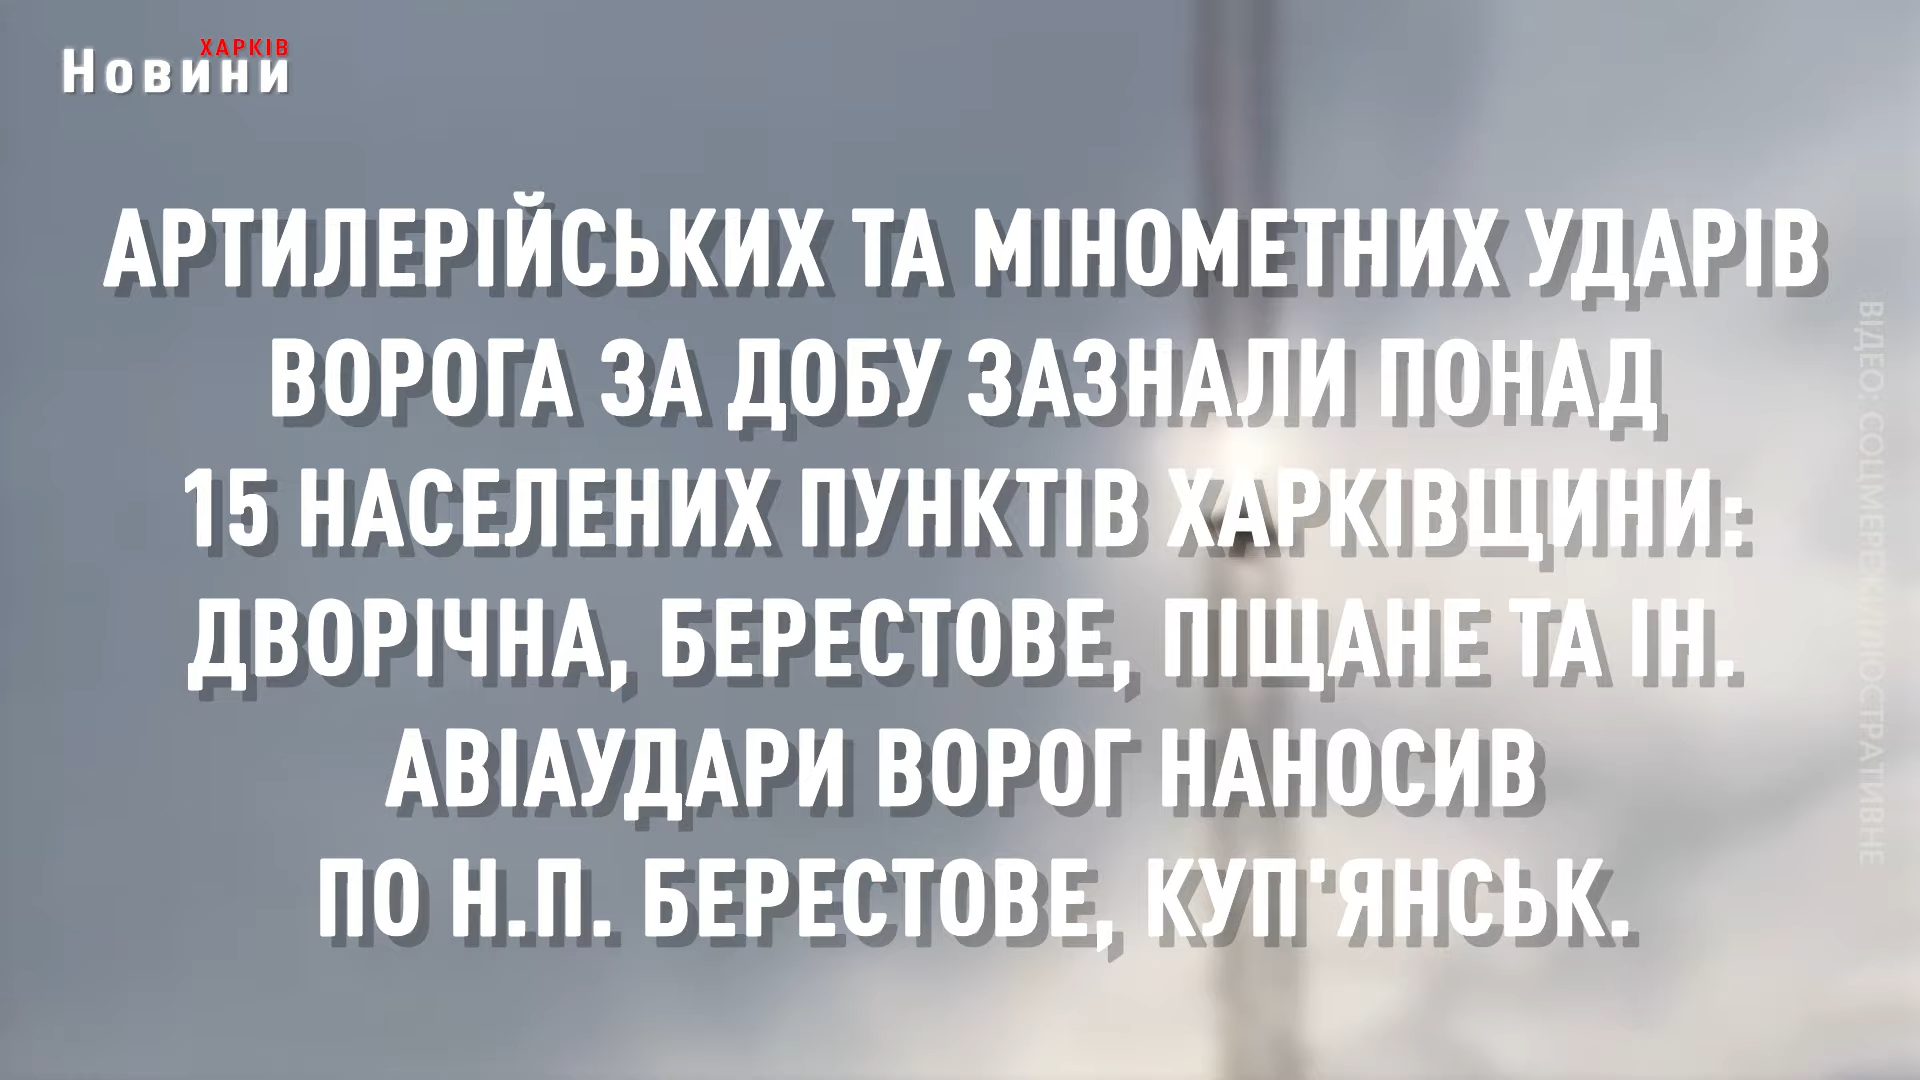 ХАРКІВ
Новини
АРТИЛЕРІЙСЬКИХ ТА МІНОМЕТНИХ УДАРІВ
ВОРОГА ЗА ДОБУ ЗАЗНАЛИ ПОНАД
15 НАСЕЛЕНИХ ПУНКТІВ ХАРКІВЩИНИ:
ДВОРІЧНА, БЕРЕСТОВЕ, ПІЩАНЕ ТА ІН.
АВІАУДАРИ ВОРОГ НАНОСИВ
ПО Н.П. БЕРЕСТОВЕ, КУП'ЯНСЬК.
ВІДЕО: СОЦМЕРЕЖІ/ІЛЮСТРАТИВНЕ